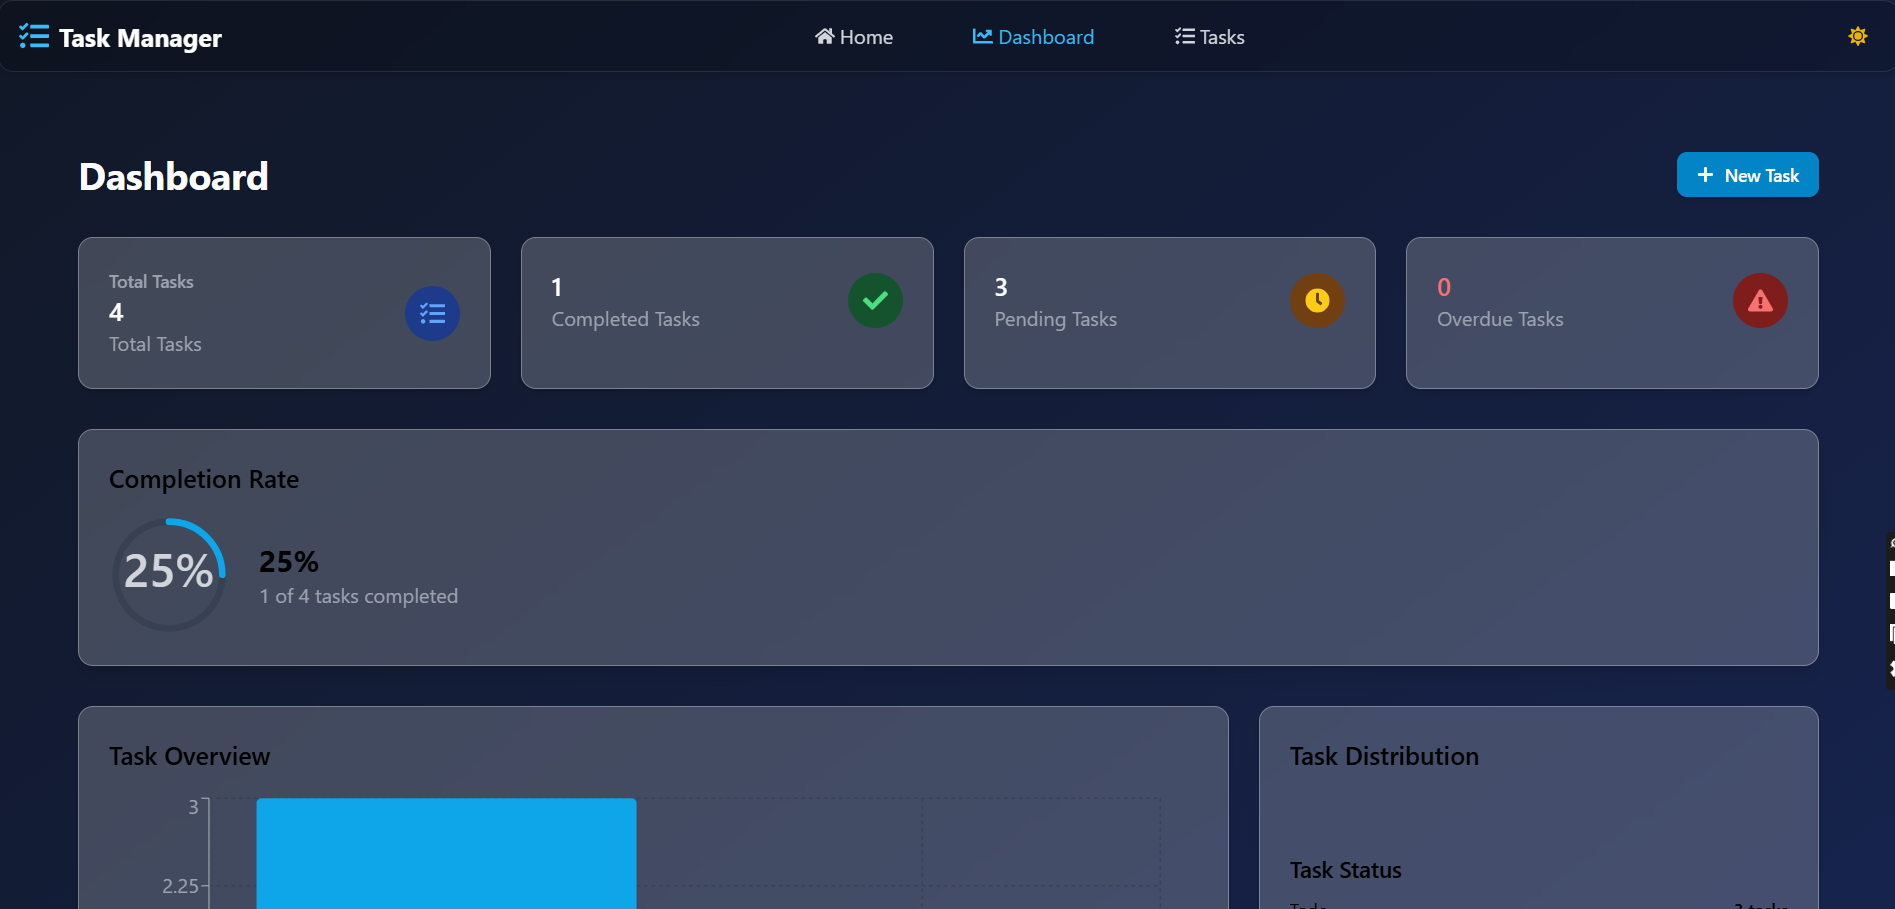 Task Manager
Home
Dashboard
Tasks
Dashboard
New Task
Total Tasks
4
Total Tasks
1
Completed Tasks
3
Pending Tasks
0
Overdue Tasks
Completion Rate
25%
25%
1 of 4 tasks completed
Task Overview
3
2.25
Task Distribution
Task Status